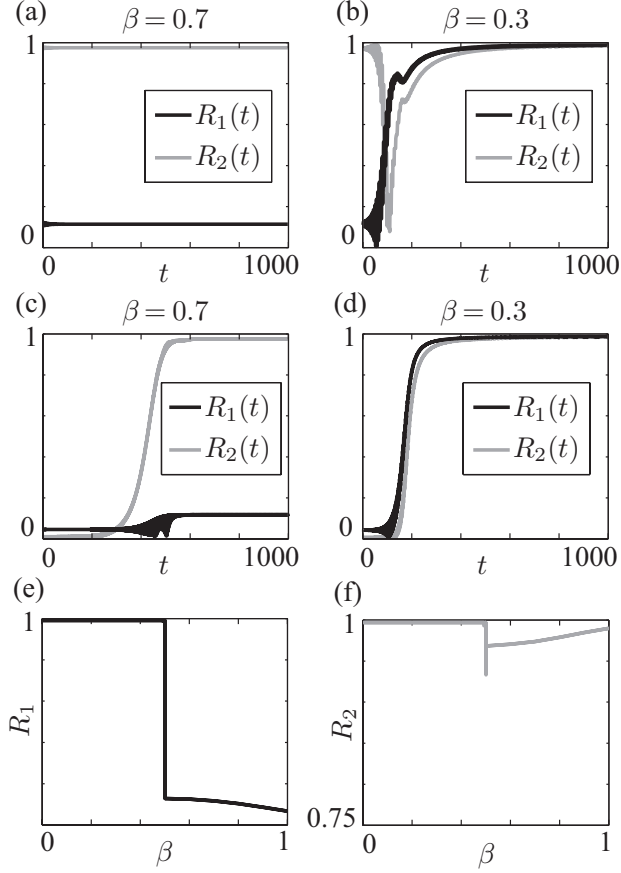 (a)
β = 0.7
1
R₁(t)
R₂(t)
0
0
t
1000
(b)
β = 0.3
1
R₁(t)
R₂(t)
0
0
t
1000
(c)
β = 0.7
1
R₁(t)
R₂(t)
0
0
t
1000
(d)
β = 0.3
1
R₁(t)
R₂(t)
0
0
t
1000
(e)
1
R₁
0
β
1
(f)
1
R₂
0.75
0
β
1